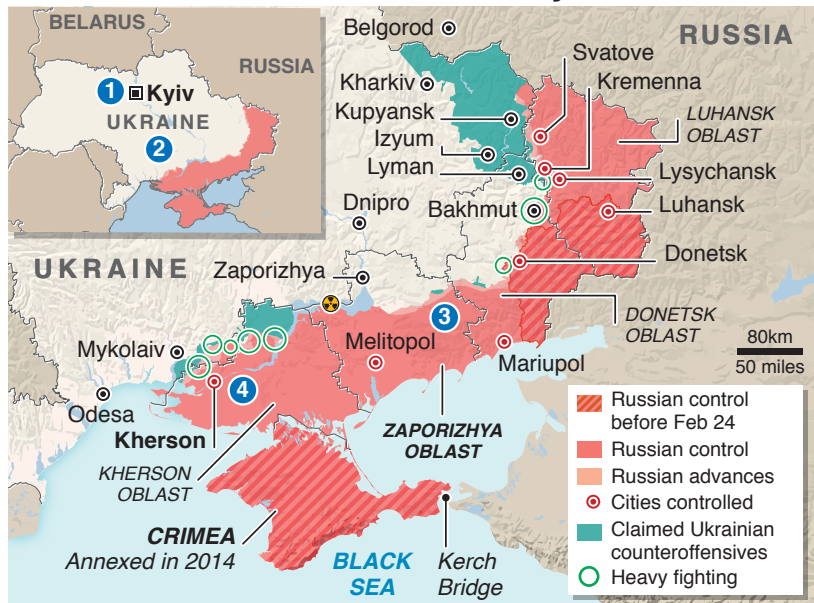 BELARUS
RUSSIA
1
Kyiv
UKRAINE
2
Belgorod
RUSSIA
Svatove
Kharkiv
Kremenna
Kupyansk
LUHANSK
OBLAST
Izyum
Lyman
Lysychansk
Dnipro
Bakhmut
Luhansk
UKRAINE
Zaporizhya
Donetsk
3
DONETSK
OBLAST
Mykolaiv
Melitopol
Mariupol
80km
50 miles
4
Odesa
Kherson
ZAPORIZHYA
OBLAST
KHERSON
OBLAST
CRIMEA
Annexed in 2014
BLACK
SEA
Kerch
Bridge
Russian control
before Feb 24
Russian control
Russian advances
Cities controlled
Claimed Ukrainian
counteroffensives
Heavy fighting